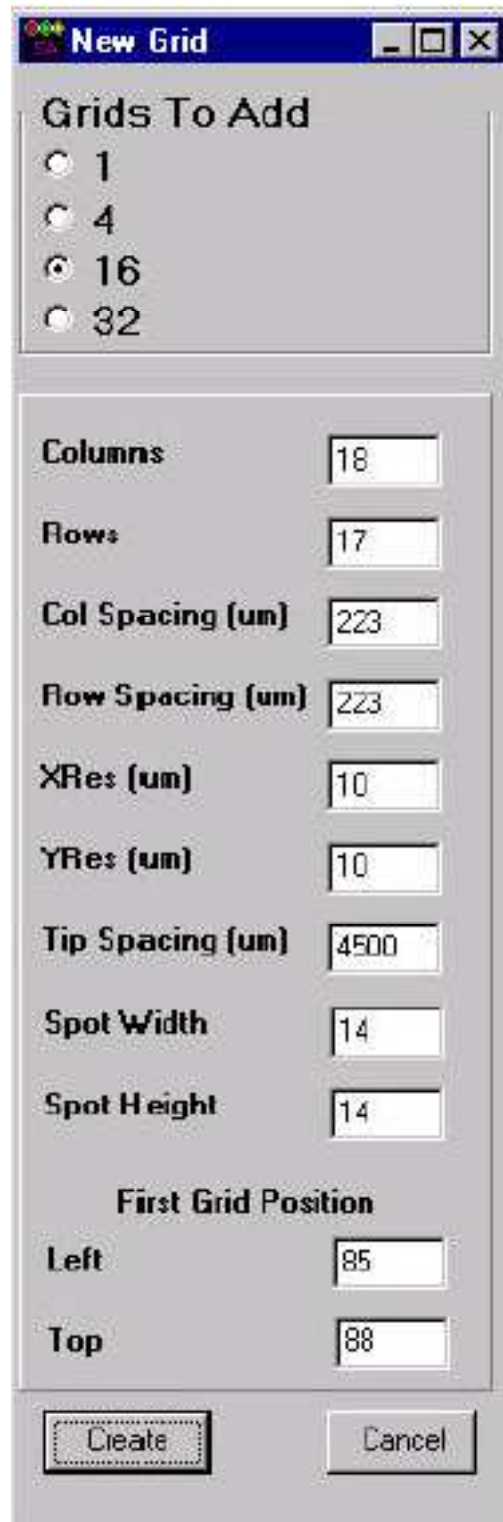 New Grid
Grids To Add
1
4
16
32
Columns 18
Rows 17
Col Spacing (um) 223
Row Spacing (um) 223
XRes (um) 10
YRes (um) 10
Tip Spacing (um) 4500
Spot Width 14
Spot Height 14
First Grid Position
Left 85
Top 88
Create Cancel